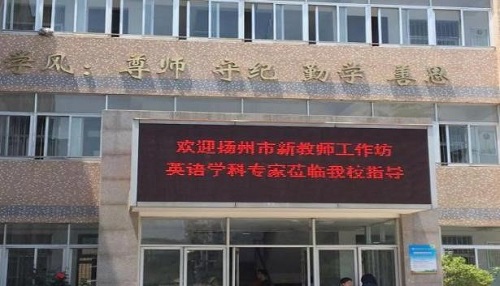 学风：尊师 守纪 勤学 善思
欢迎扬州市新教师工作坊
英语学科专家莅临我校指导